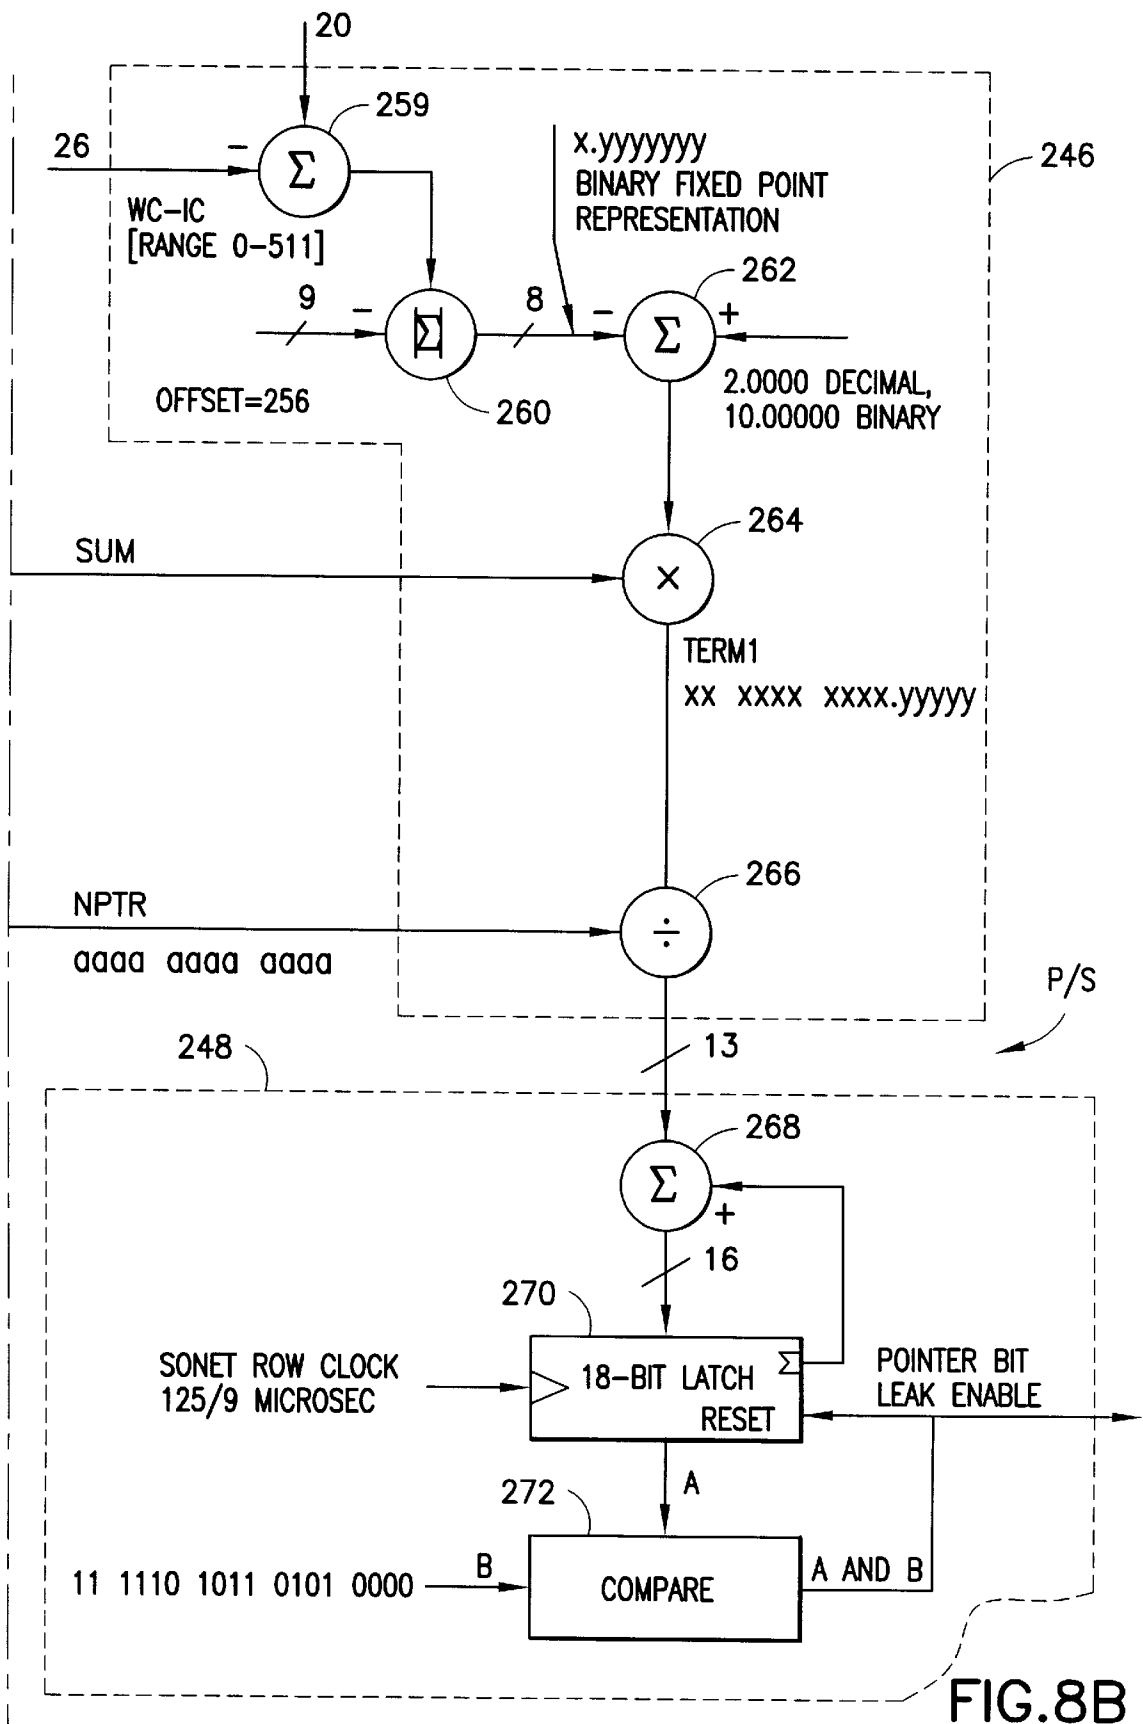 20
259
26
−
Σ
WC−IC
[RANGE 0−511]
x.yyyyyyy
BINARY FIXED POINT
REPRESENTATION
246
262
9
−
|Σ|
8
−
Σ
+
OFFSET=256
260
2.0000 DECIMAL,
10.00000 BINARY
264
SUM
×
TERM1
xx xxxx xxxx.yyyyy
266
NPTR
÷
aaaa aaaa aaaa
P/S
248
13
268
Σ
+
16
270
SONET ROW CLOCK
125/9 MICROSEC
18−BIT LATCH
Σ
RESET
POINTER BIT
LEAK ENABLE
A
272
11 1110 1011 0101 0000
B
COMPARE
A AND B
FIG.8B